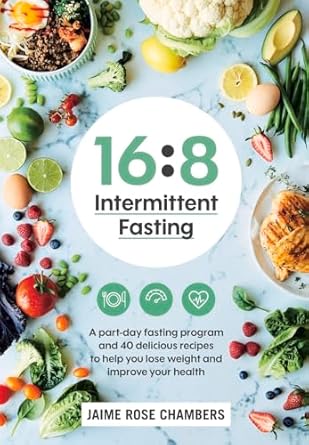 16:8
Intermittent
Fasting
A part-day fasting program
and 40 delicious recipes
to help you lose weight and
improve your health
JAIME ROSE CHAMBERS